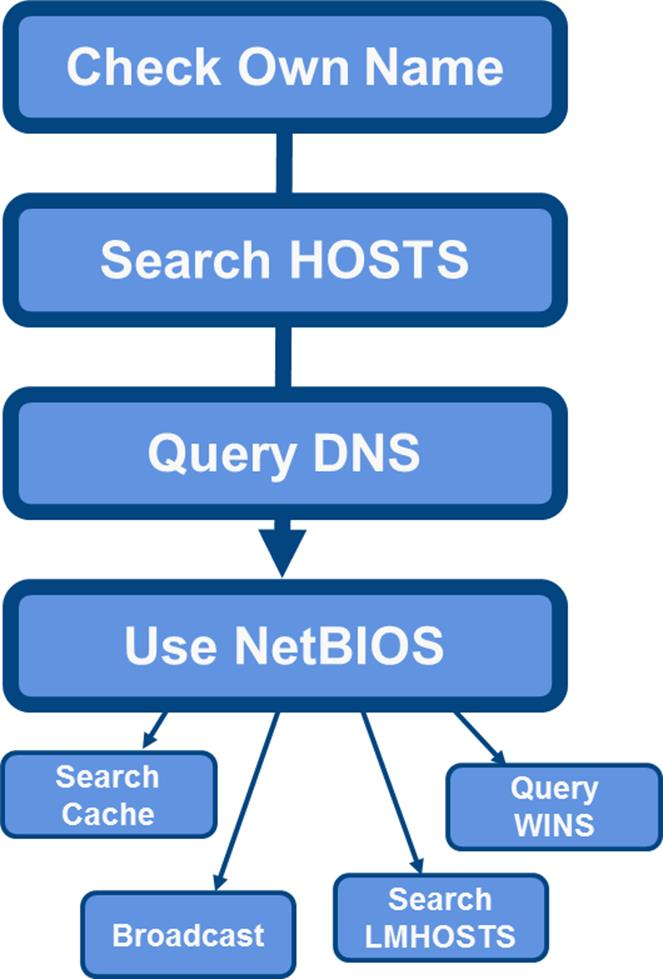 Check Own Name
Search HOSTS
Query DNS
Use NetBIOS
Search
Cache
Query
WINS
Broadcast
Search
LMHOSTS